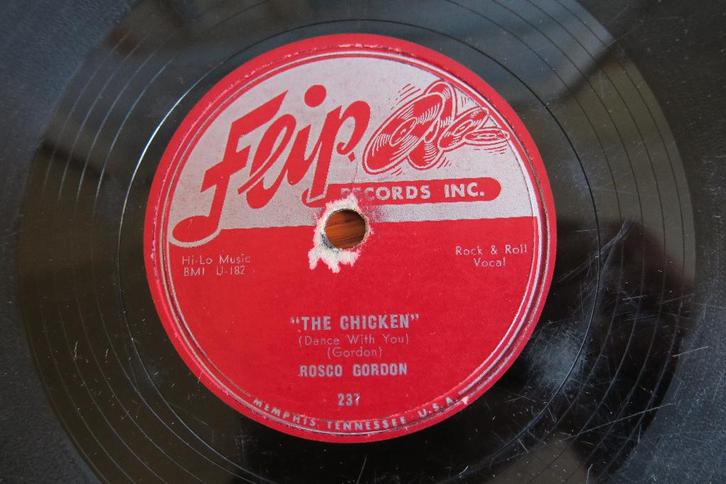 Flip
RECORDS INC.
Hi-Lo Music
BMI U-182
Rock & Roll
Vocal
"THE CHICKEN"
(Dance With You)
(Gordon)
ROSCO GORDON
237
MEMPHIS, TENNESSEE U.S.A.